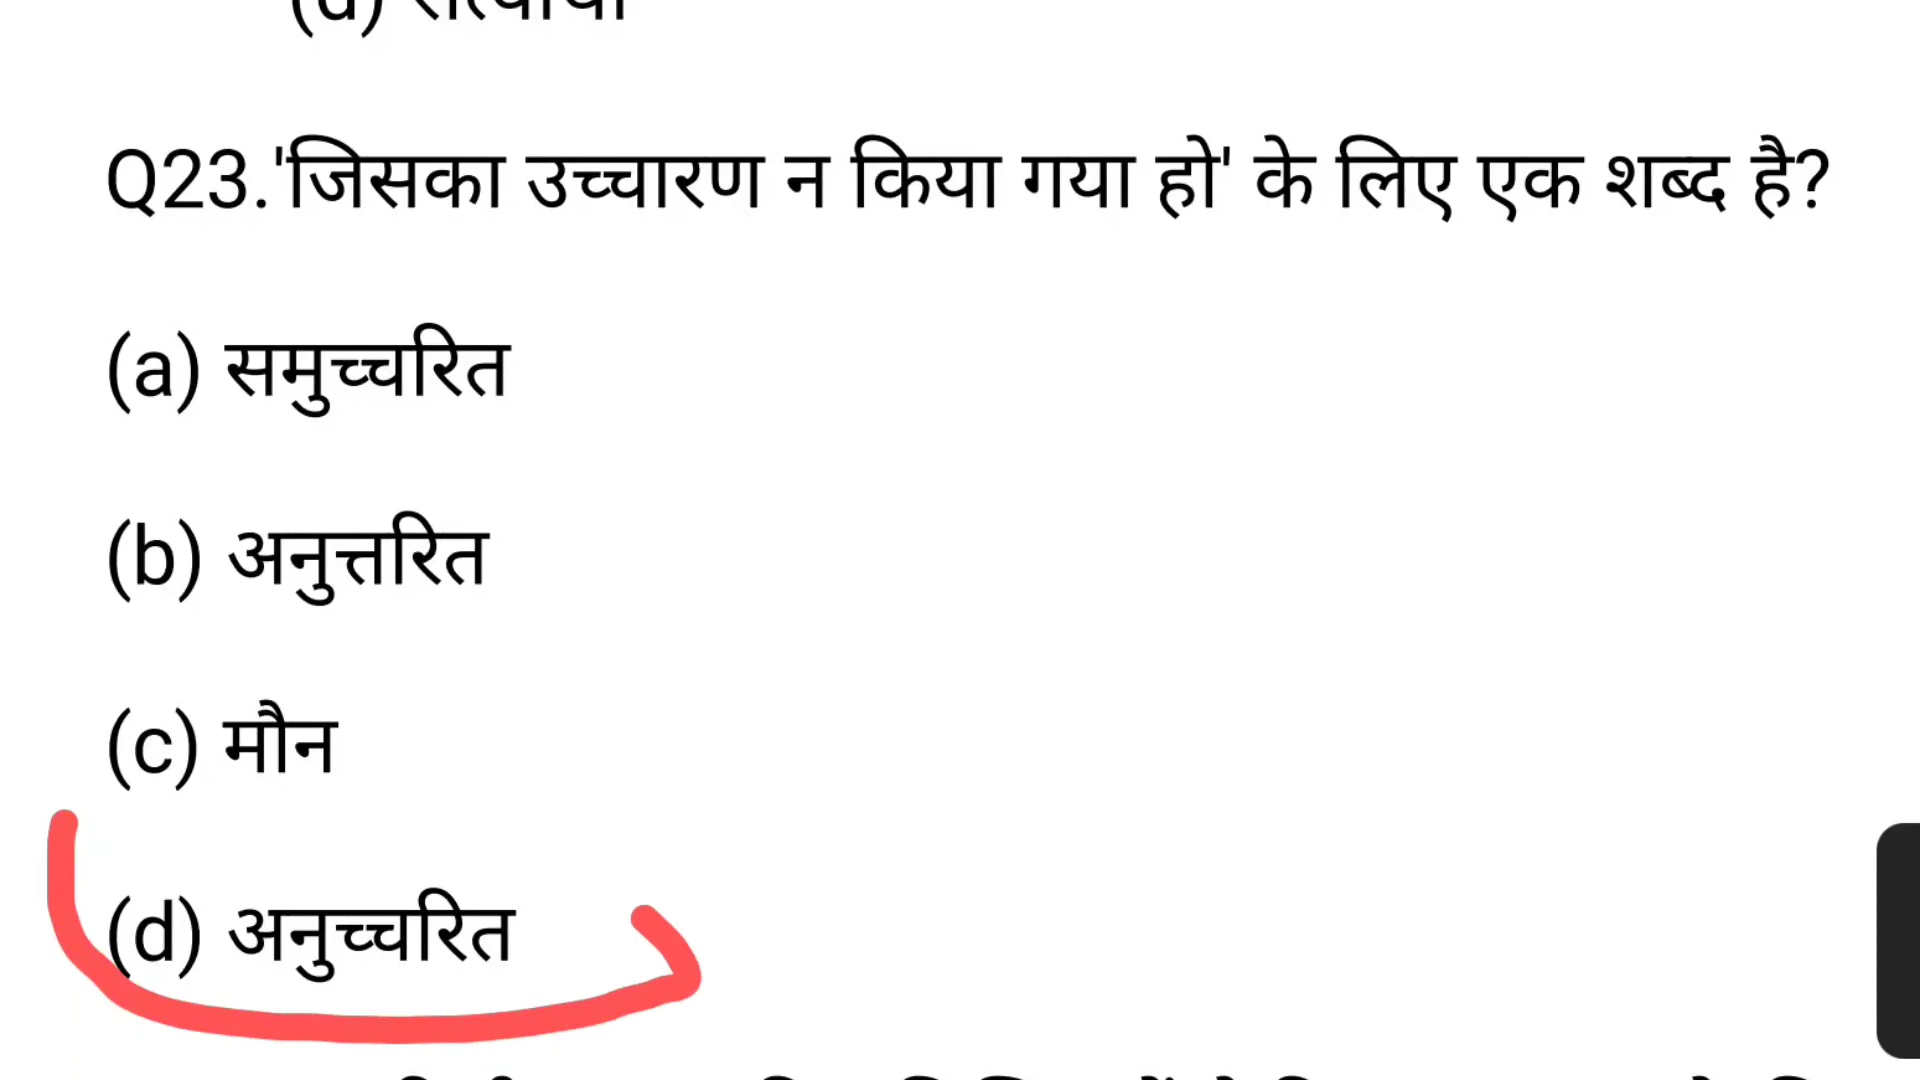 Q23.'जिसका उच्चारण न किया गया हो' के लिए एक शब्द है?
(a) समुच्चरित
(b) अनुत्तरित
(c) मौन
(d) अनुच्चरित